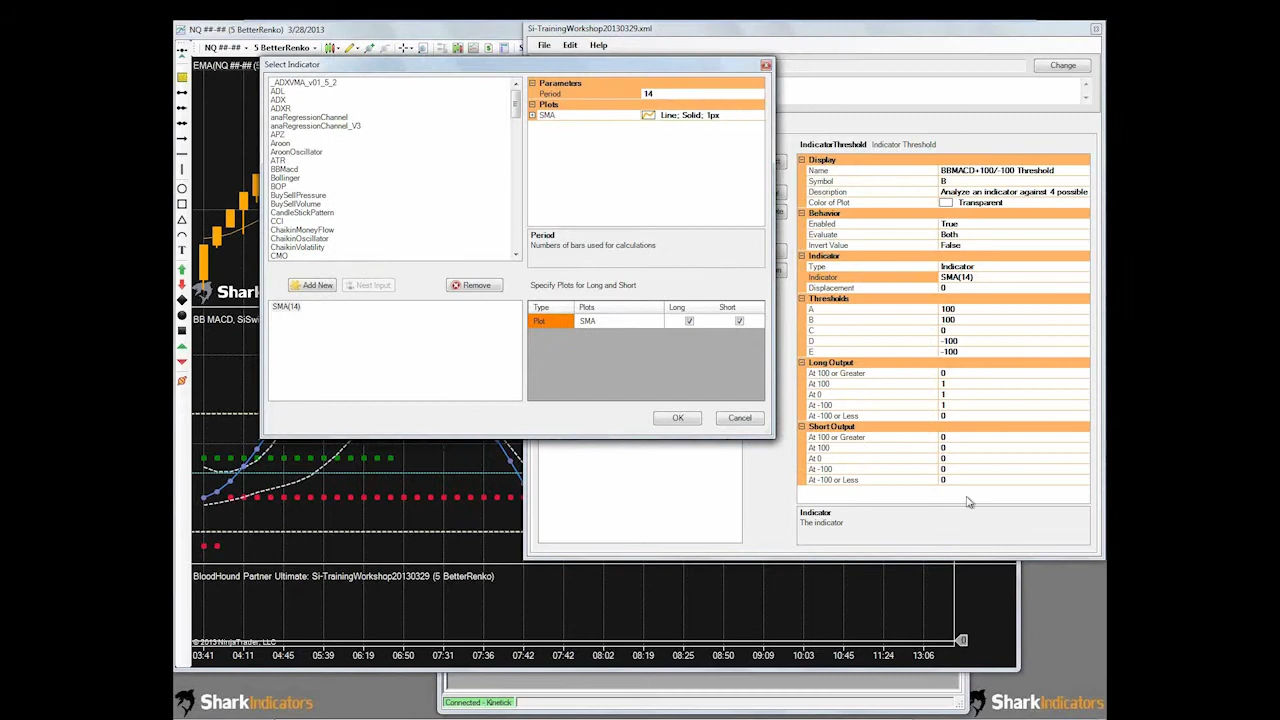 NQ ##-## (5 BetterRenko) 3/28/2013
NQ ##-## 5 BetterRenko
EMA(NQ ##-## (5
Shark
BB MACD, SiSwi
Si-TrainingWorkshop20130329.xml
File Edit Help
Change
Select Indicator
_ADXVMA_v01_5_2
ADL
ADX
ADXR
anaRegressionChannel
anaRegressionChannel_V3
APZ
Aroon
AroonOscillator
ATR
BBMacd
Bollinger
BOP
BuySellPressure
BuySellVolume
CandleStickPattern
CCI
ChaikinMoneyFlow
ChaikinOscillator
ChaikinVolatility
CMO
Add New
Nest Input
Remove
SMA(14)
Parameters
Period 14
Plots
SMA Line; Solid; 1px
Period
Numbers of bars used for calculations
Specify Plots for Long and Short
Type Plots Long Short
Plot SMA
OK Cancel
IndicatorThreshold Indicator Threshold
Display
Name BBMACD+100/-100 Threshold
Symbol B
Description Analyze an indicator against 4 possible
Color of Plot Transparent
Behavior
Enabled True
Evaluate Both
Invert Value False
Indicator
Type Indicator
Indicator SMA(14)
Displacement 0
Thresholds
A 100
B 100
C 0
D -100
E -100
Long Output
At 100 or Greater 0
At 100 1
At 0 1
At -100 1
At -100 or Less 0
Short Output
At 100 or Greater 0
At 100 0
At 0 0
At -100 0
At -100 or Less 0
Indicator
The indicator
BloodHound Partner Ultimate: Si-TrainingWorkshop20130329 (5 BetterRenko)
© 2013 NinjaTrader, LLC
03:41 04:11 04:45 05:39 06:19 06:50 07:36 07:42 07:42 08:02 08:25 08:53 09:09 10:02 10:45 11:24 13:06
SharkIndicators
Connected - Kinetick
SharkIndicators